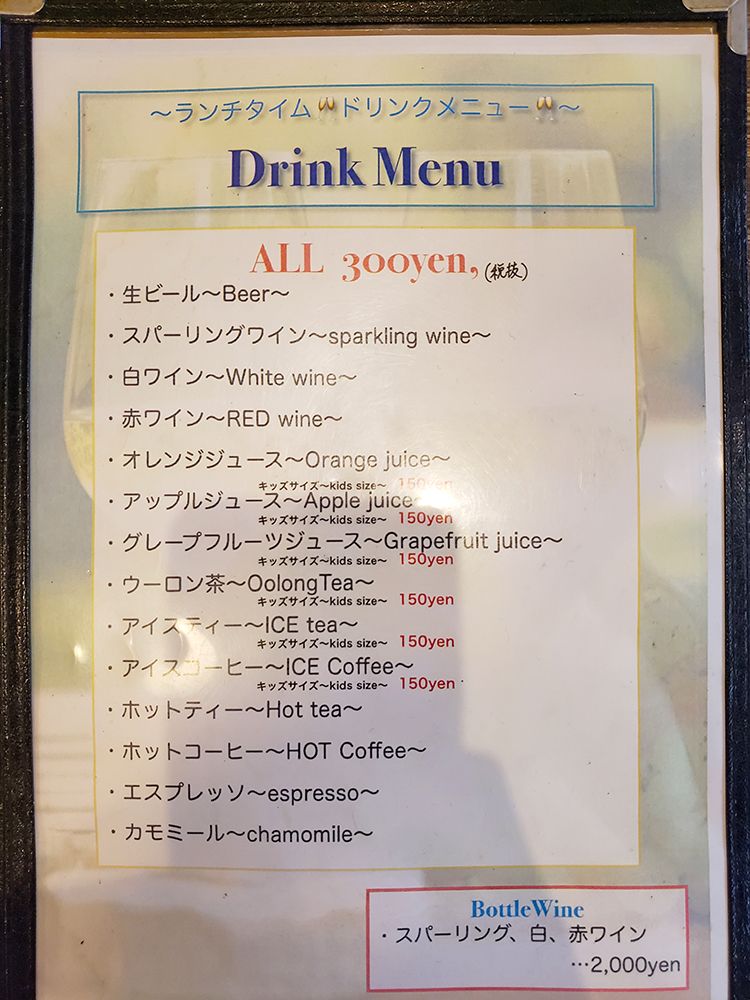 〜ランチタイム🥂ドリンクメニュー🥂〜
Drink Menu
ALL 300yen, (税抜)
・生ビール〜Beer〜
・スパーリングワイン〜sparkling wine〜
・白ワイン〜White wine〜
・赤ワイン〜RED wine〜
・オレンジジュース〜Orange juice〜
キッズサイズ〜kids size〜 150yen
・アップルジュース〜Apple juice〜
キッズサイズ〜kids size〜 150yen
・グレープフルーツジュース〜Grapefruit juice〜
キッズサイズ〜kids size〜 150yen
・ウーロン茶〜OolongTea〜
キッズサイズ〜kids size〜 150yen
・アイスティー〜ICE tea〜
キッズサイズ〜kids size〜 150yen
・アイスコーヒー〜ICE Coffee〜
キッズサイズ〜kids size〜 150yen
・ホットティー〜Hot tea〜
・ホットコーヒー〜HOT Coffee〜
・エスプレッソ〜espresso〜
・カモミール〜chamomile〜
BottleWine
・スパーリング、白、赤ワイン
…2,000yen